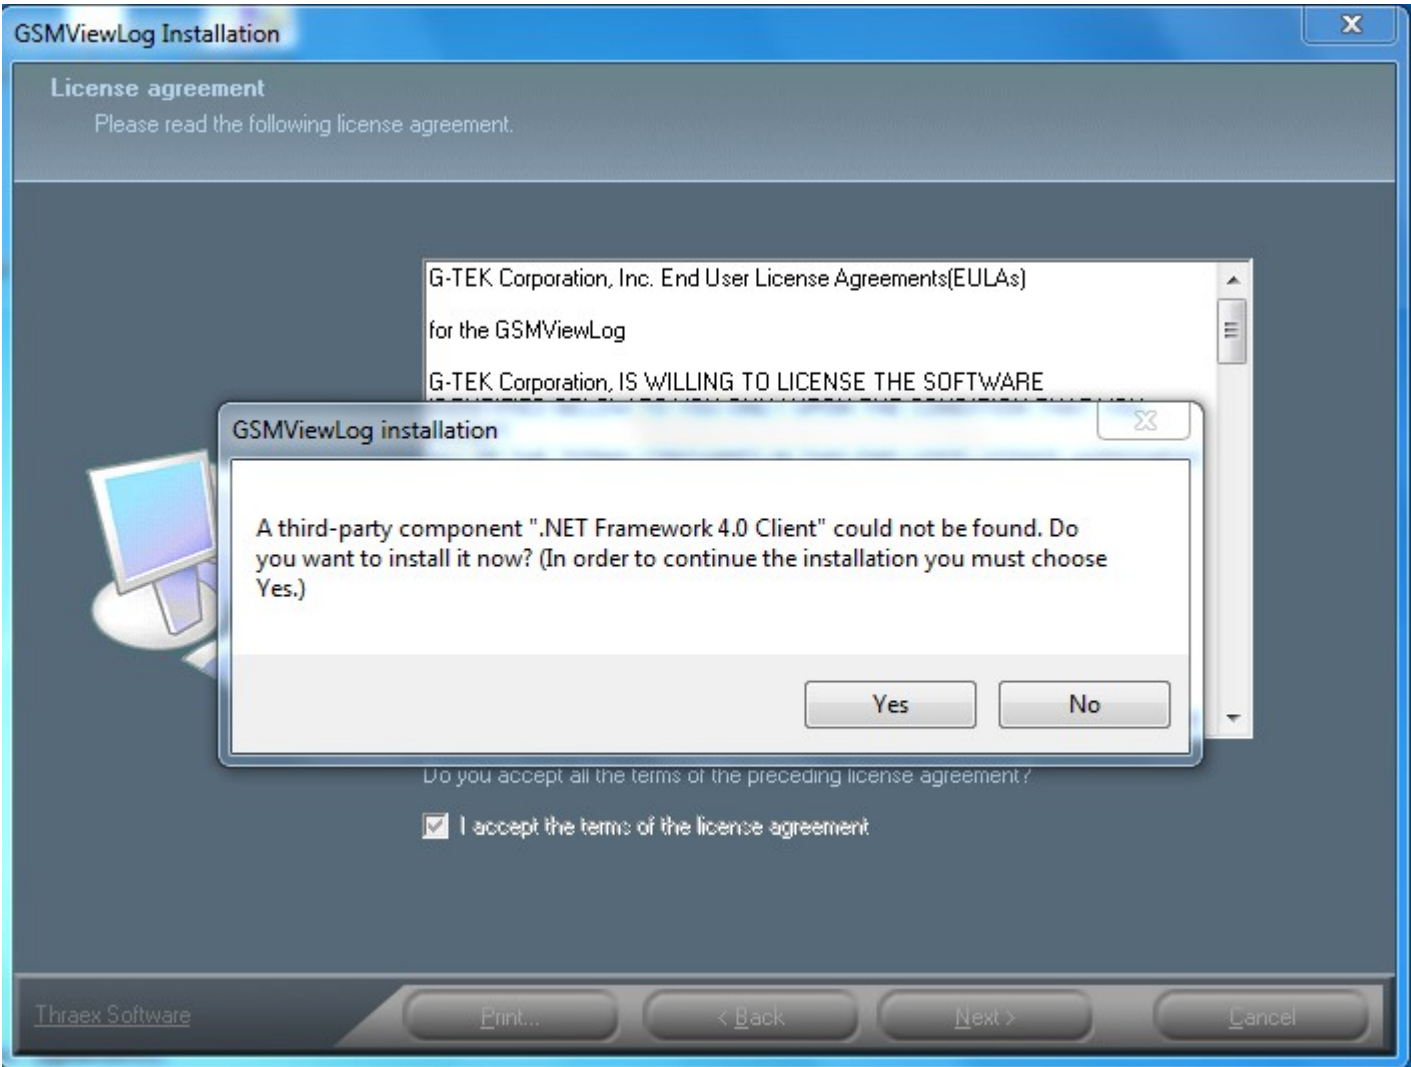 GSMViewLog Installation
License agreement
Please read the following license agreement.
G-TEK Corporation, Inc. End User License Agreements(EULAs)
for the GSMViewLog
G-TEK Corporation, IS WILLING TO LICENSE THE SOFTWARE
GSMViewLog installation
A third-party component ".NET Framework 4.0 Client" could not be found. Do
you want to install it now? (In order to continue the installation you must choose
Yes.)
Yes No
Do you accept all the terms of the preceding license agreement?
I accept the terms of the license agreement
Thraex Software Print... < Back Next > Cancel